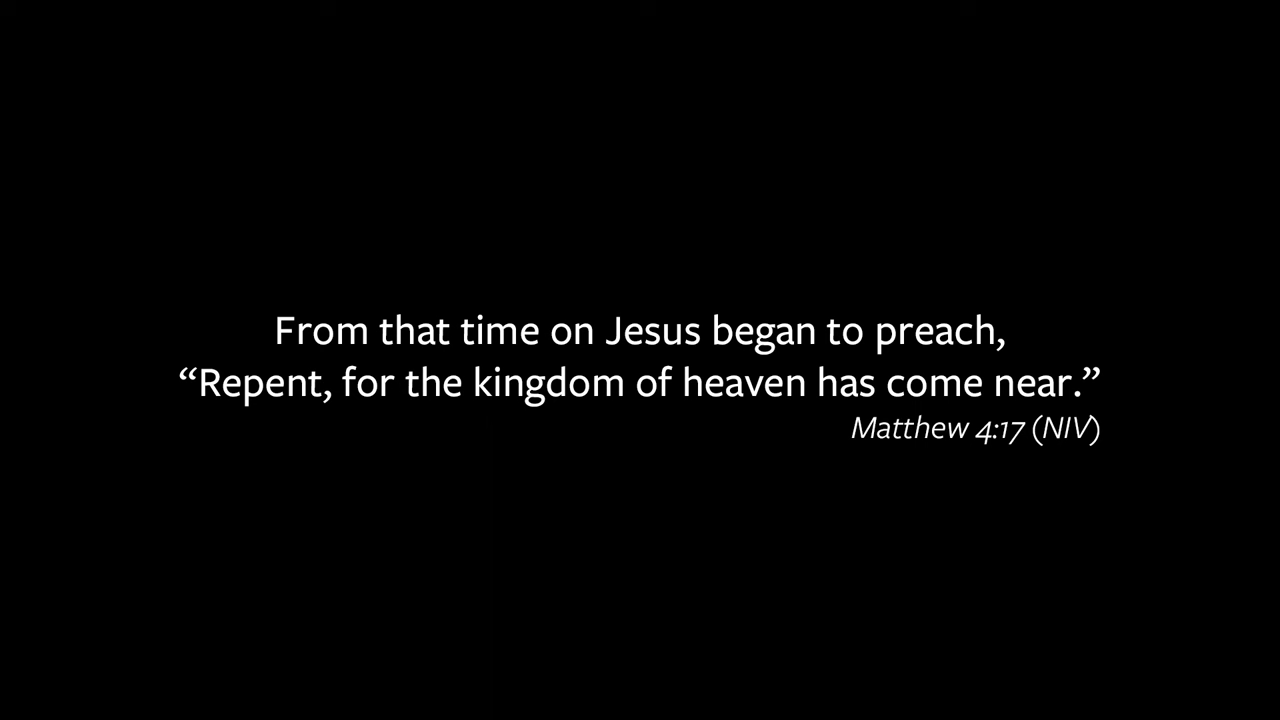 From that time on Jesus began to preach,
“Repent, for the kingdom of heaven has come near.”
Matthew 4:17 (NIV)